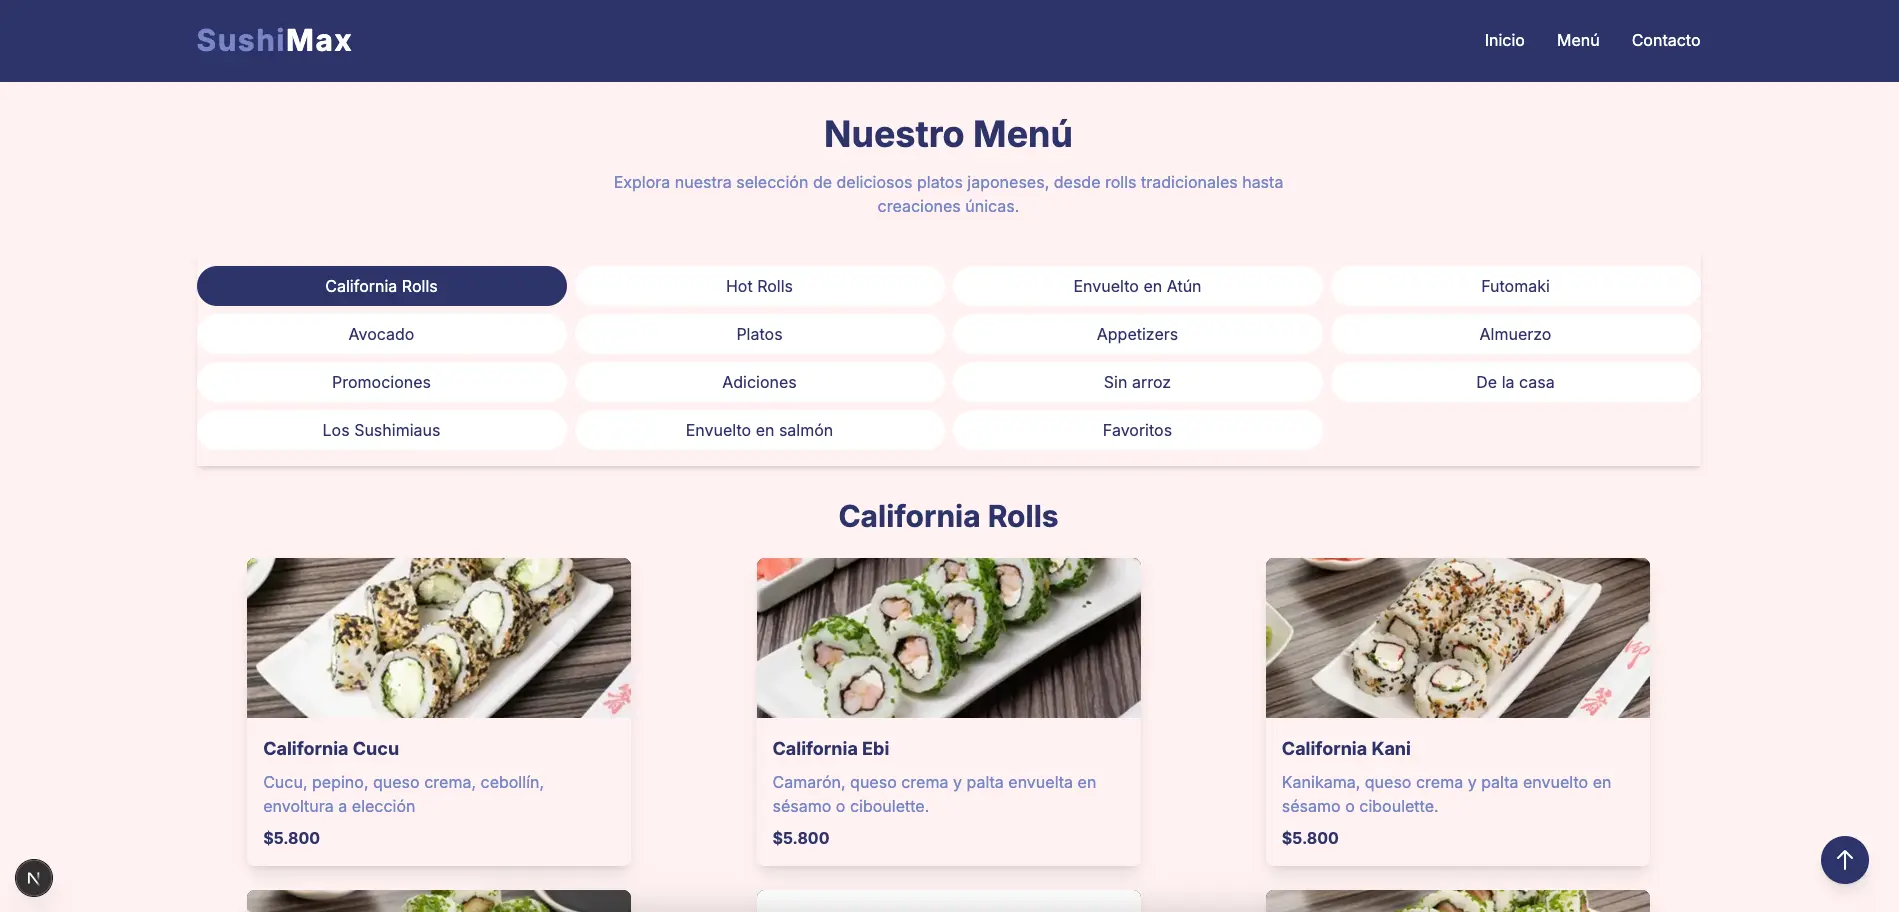 SushiMax
Inicio
Menú
Contacto
Nuestro Menú
Explora nuestra selección de deliciosos platos japoneses, desde rolls tradicionales hasta
creaciones únicas.
California Rolls
Hot Rolls
Envuelto en Atún
Futomaki
Avocado
Platos
Appetizers
Almuerzo
Promociones
Adiciones
Sin arroz
De la casa
Los Sushimiaus
Envuelto en salmón
Favoritos
California Rolls
California Cucu
Cucu, pepino, queso crema, cebollín,
envoltura a elección
$5.800
California Ebi
Camarón, queso crema y palta envuelta en
sésamo o ciboulette.
$5.800
California Kani
Kanikama, queso crema y palta envuelto en
sésamo o ciboulette.
$5.800
N